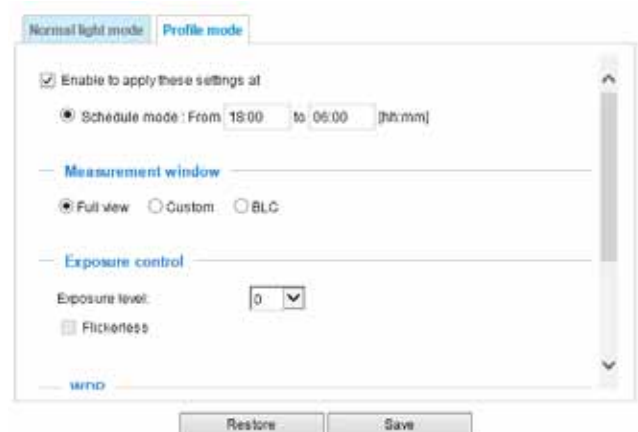 Normal light mode Profile mode
Enable to apply these settings at
Schedule mode : From 18:00 to 06:00 [hh:mm]
Measurement window
Full view Custom BLC
Exposure control
Exposure level: 0
Flickerless
WDR
Restore Save